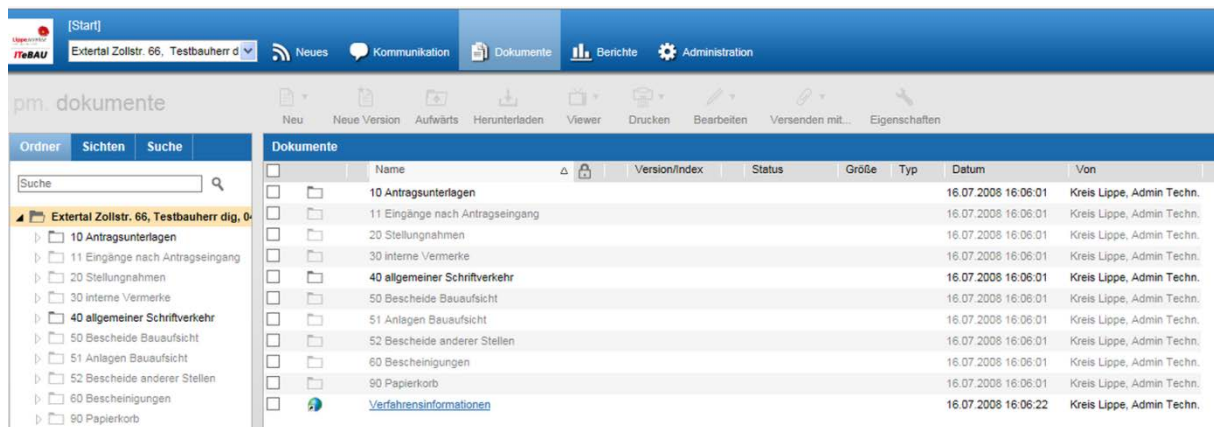 [Start]
ITeBAU
Extertal Zollstr. 66, Testbauherr d
Neues Kommunikation Dokumente Berichte Administration
pm. dokumente
Neu Neue Version Aufwärts Herunterladen Viewer Drucken Bearbeiten Versenden mit... Eigenschaften
Ordner Sichten Suche
Dokumente
Name Version/Index Status Größe Typ Datum Von
Suche
Extertal Zollstr. 66, Testbauherr dig, 04
10 Antragsunterlagen
11 Eingänge nach Antragseingang
20 Stellungnahmen
30 interne Vermerke
40 allgemeiner Schriftverkehr
50 Bescheide Bauaufsicht
51 Anlagen Bauaufsicht
52 Bescheide anderer Stellen
60 Bescheinigungen
90 Papierkorb
10 Antragsunterlagen 16.07.2008 16:06:01 Kreis Lippe, Admin Techn.
11 Eingänge nach Antragseingang 16.07.2008 16:06:01 Kreis Lippe, Admin Techn.
20 Stellungnahmen 16.07.2008 16:06:01 Kreis Lippe, Admin Techn.
30 interne Vermerke 16.07.2008 16:06:01 Kreis Lippe, Admin Techn.
40 allgemeiner Schriftverkehr 16.07.2008 16:06:01 Kreis Lippe, Admin Techn.
50 Bescheide Bauaufsicht 16.07.2008 16:06:01 Kreis Lippe, Admin Techn.
51 Anlagen Bauaufsicht 16.07.2008 16:06:01 Kreis Lippe, Admin Techn.
52 Bescheide anderer Stellen 16.07.2008 16:06:01 Kreis Lippe, Admin Techn.
60 Bescheinigungen 16.07.2008 16:06:01 Kreis Lippe, Admin Techn.
90 Papierkorb 16.07.2008 16:06:01 Kreis Lippe, Admin Techn.
Verfahrensinformationen 16.07.2008 16:06:22 Kreis Lippe, Admin Techn.